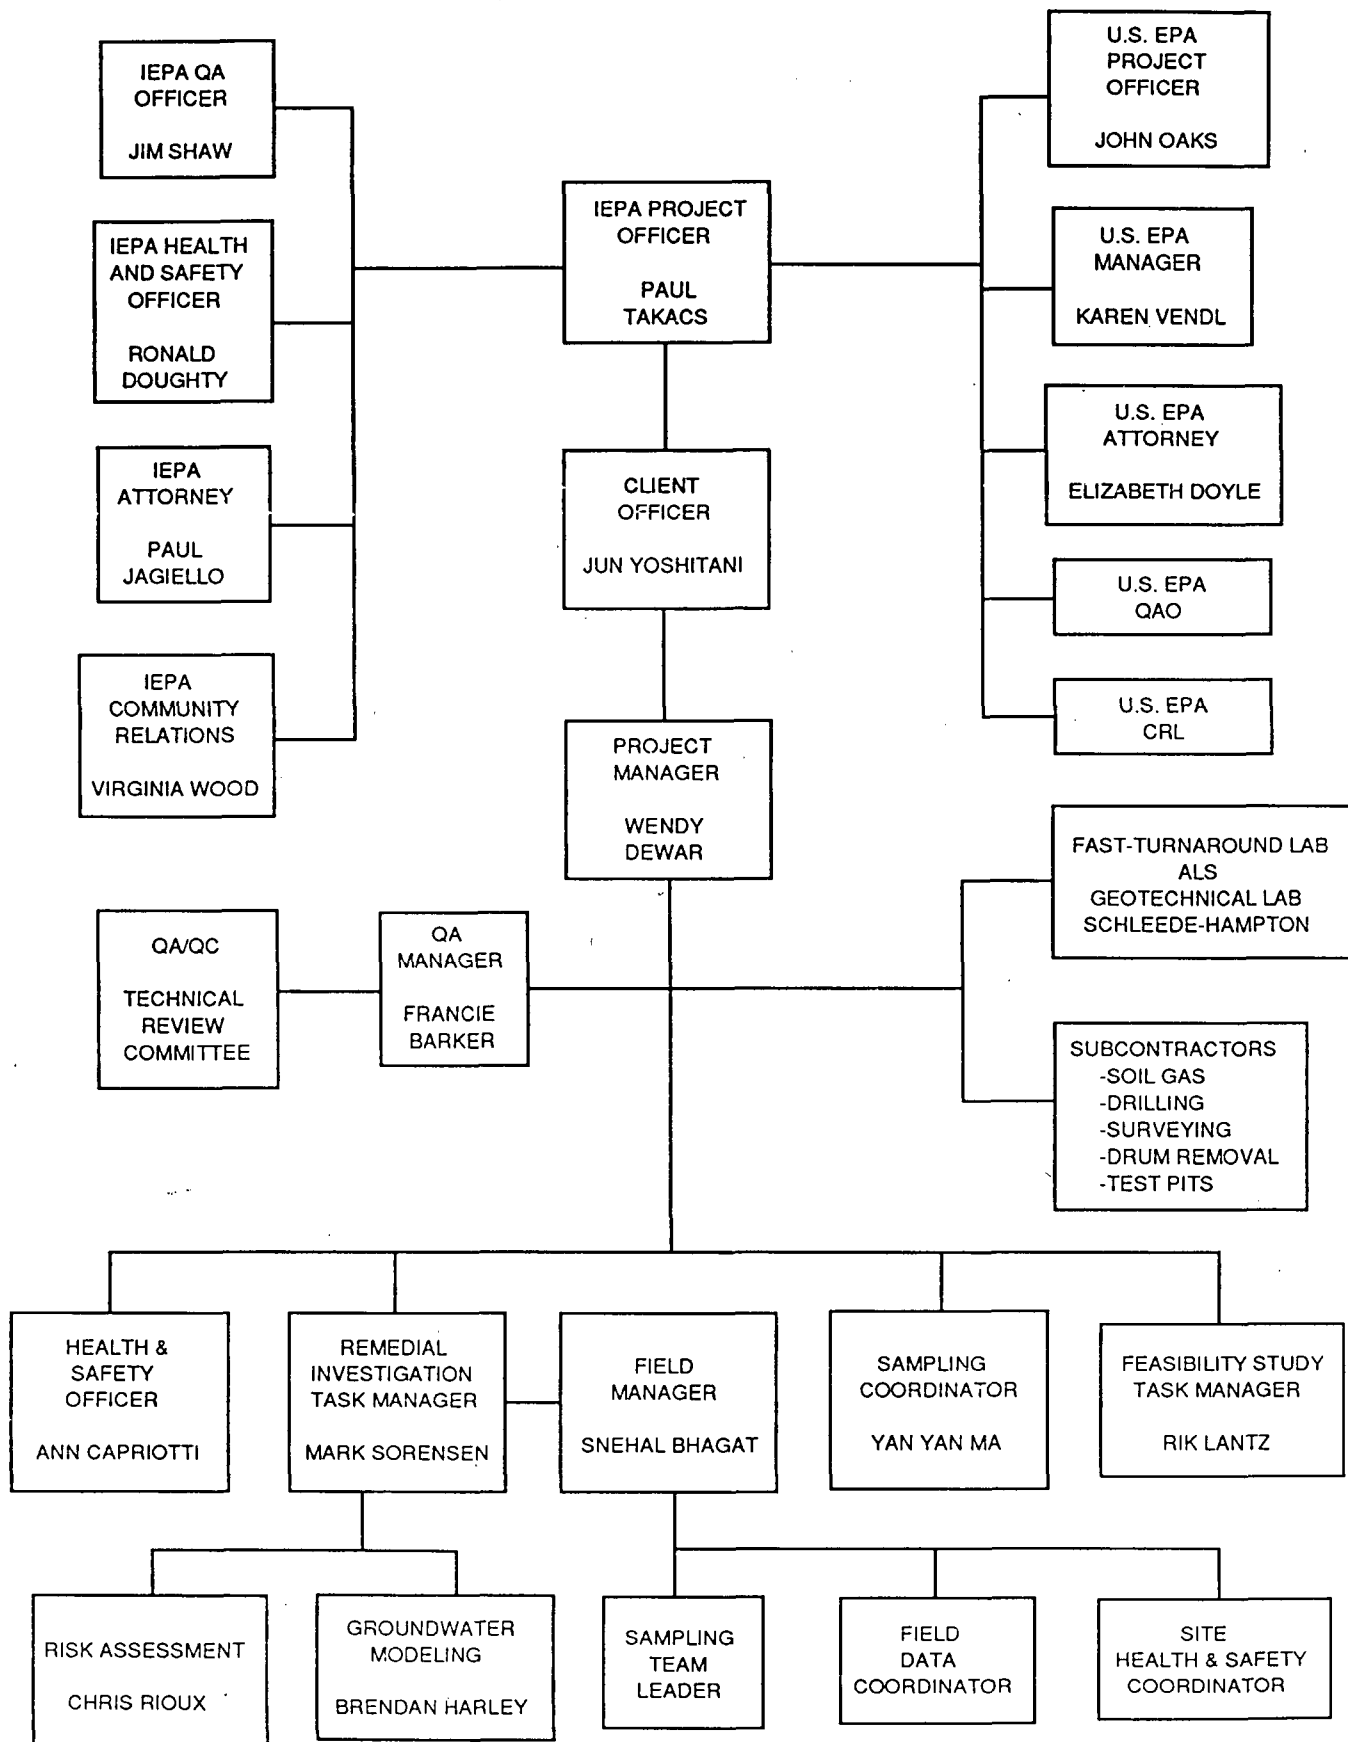 IEPA QA
OFFICER
JIM SHAW
IEPA HEALTH
AND SAFETY
OFFICER
RONALD
DOUGHTY
IEPA
ATTORNEY
PAUL
JAGIELLO
IEPA
COMMUNITY
RELATIONS
VIRGINIA WOOD
IEPA PROJECT
OFFICER
PAUL
TAKACS
CLIENT
OFFICER
JUN YOSHITANI
PROJECT
MANAGER
WENDY
DEWAR
U.S. EPA
PROJECT
OFFICER
JOHN OAKS
U.S. EPA
MANAGER
KAREN VENDL
U.S. EPA
ATTORNEY
ELIZABETH DOYLE
U.S. EPA
QAO
U.S. EPA
CRL
QA/QC
TECHNICAL
REVIEW
COMMITTEE
QA
MANAGER
FRANCIE
BARKER
FAST-TURNAROUND LAB
ALS
GEOTECHNICAL LAB
SCHLEEDE-HAMPTON
SUBCONTRACTORS
-SOIL GAS
-DRILLING
-SURVEYING
-DRUM REMOVAL
-TEST PITS
HEALTH &
SAFETY
OFFICER
ANN CAPRIOTTI
REMEDIAL
INVESTIGATION
TASK MANAGER
MARK SORENSEN
FIELD
MANAGER
SNEHAL BHAGAT
SAMPLING
COORDINATOR
YAN YAN MA
FEASIBILITY STUDY
TASK MANAGER
RIK LANTZ
RISK ASSESSMENT
CHRIS RIOUX
GROUNDWATER
MODELING
BRENDAN HARLEY
SAMPLING
TEAM
LEADER
FIELD
DATA
COORDINATOR
SITE
HEALTH & SAFETY
COORDINATOR